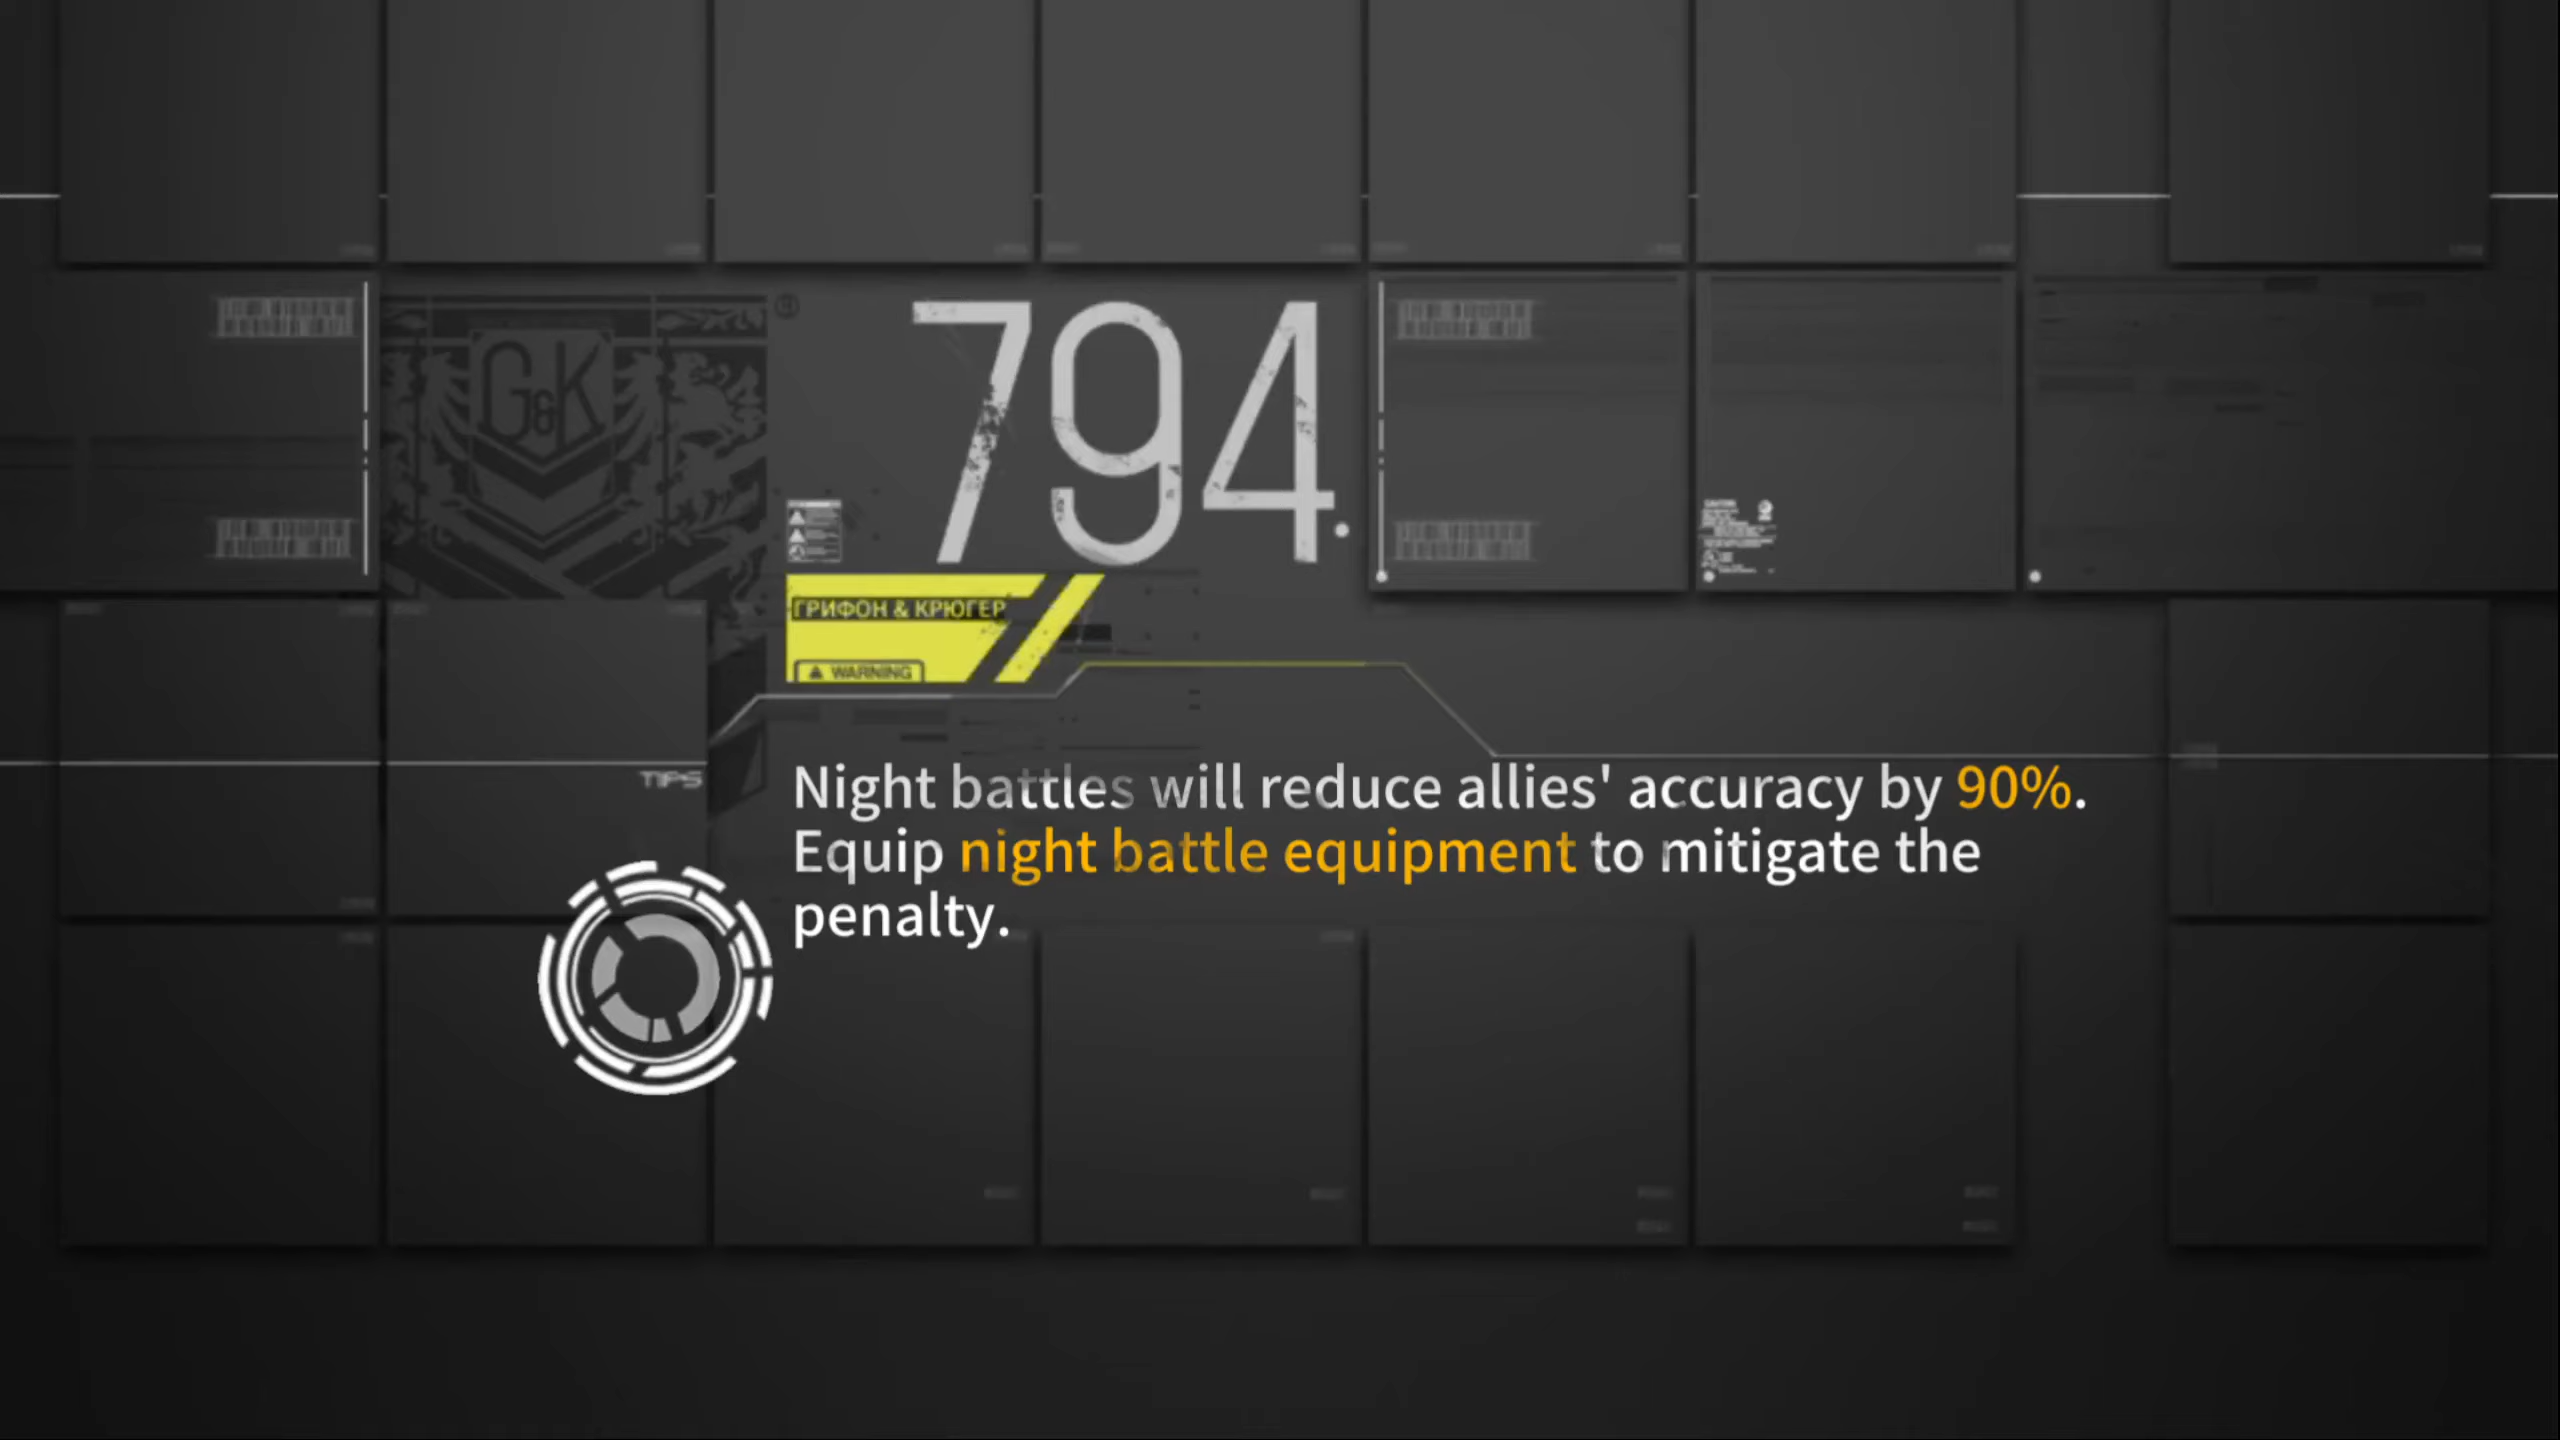 G&K
®
794.
ГРИФОН & КРЮГЕР
WARNING
TIPS
Night battles will reduce allies' accuracy by 90%.
Equip night battle equipment to mitigate the
penalty.